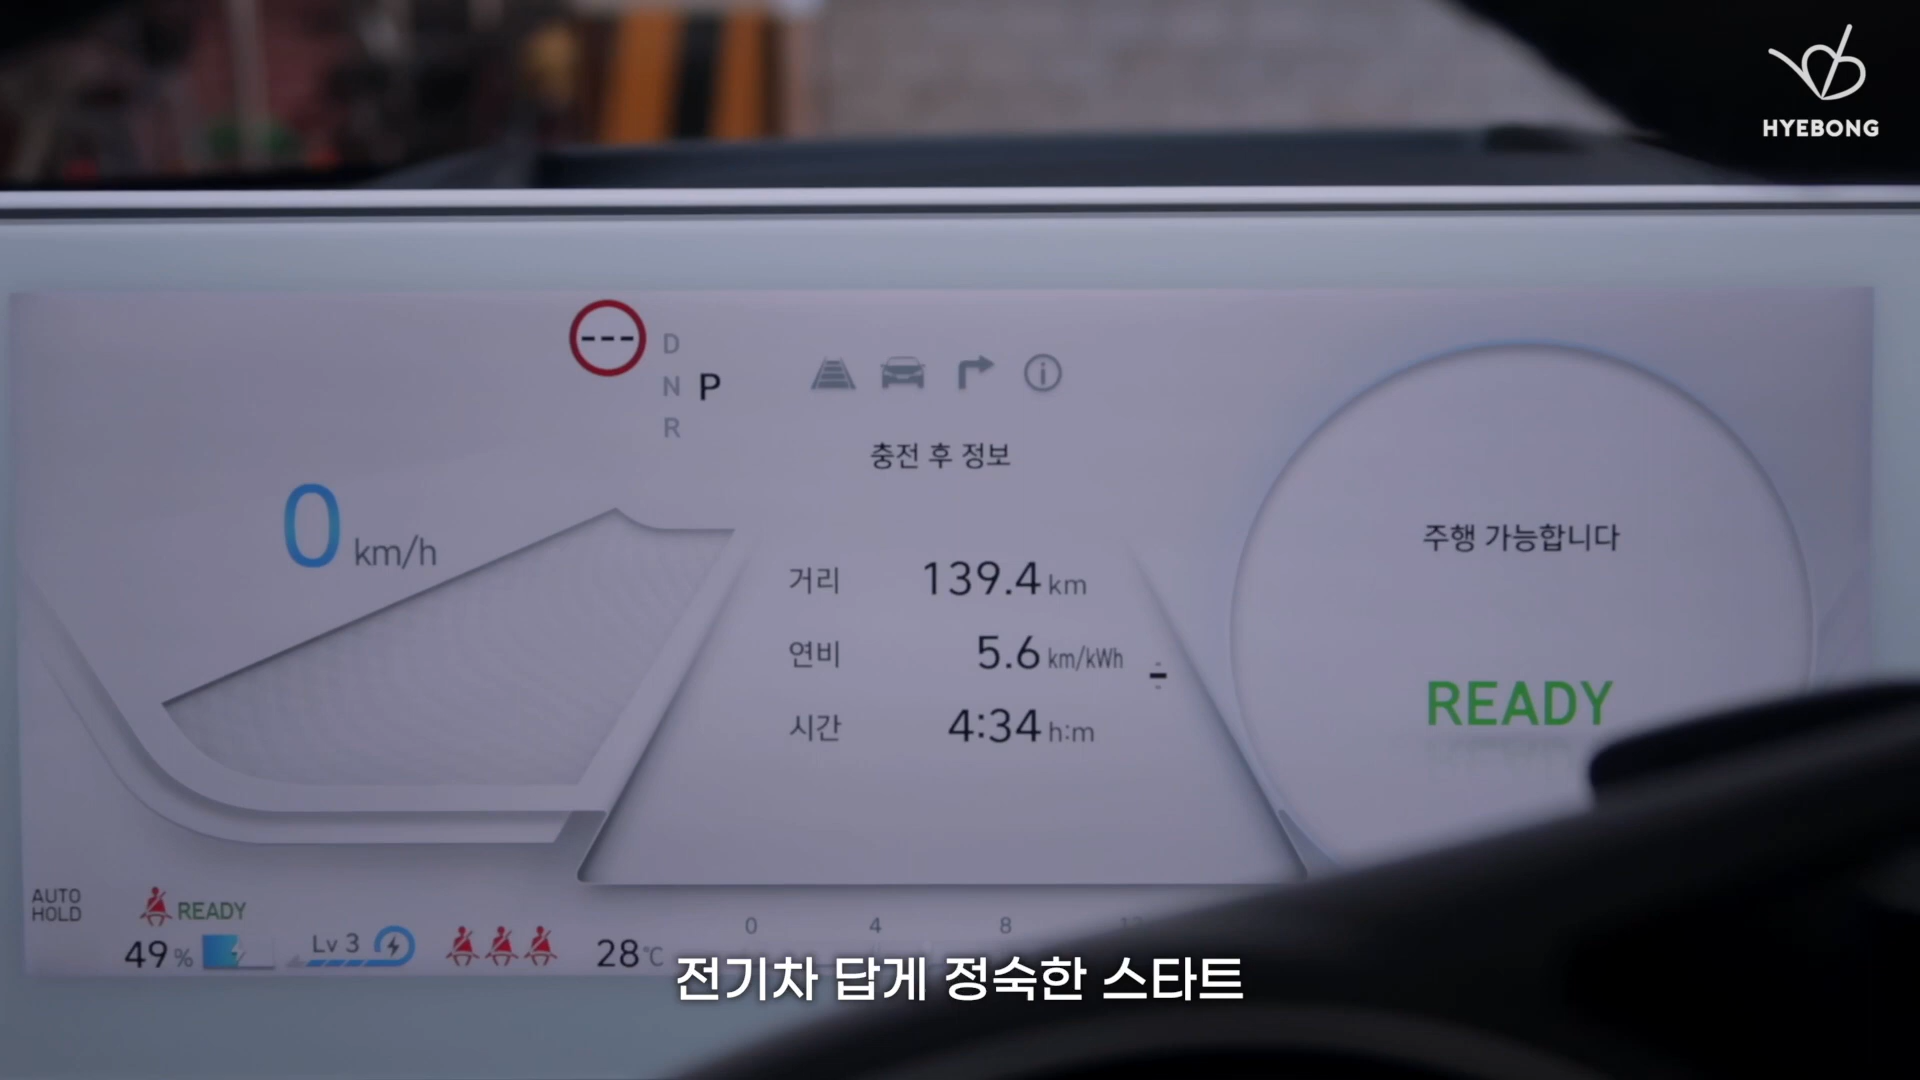 HYEBONG
---
D
N P
R
충전 후 정보
0 km/h
주행 가능합니다
거리 139.4 km
연비 5.6 km/kWh
시간 4:34 h:m
READY
AUTO
HOLD
READY
49 %
Lv 3
28°C
0 4 8 12
전기차 답게 정숙한 스타트